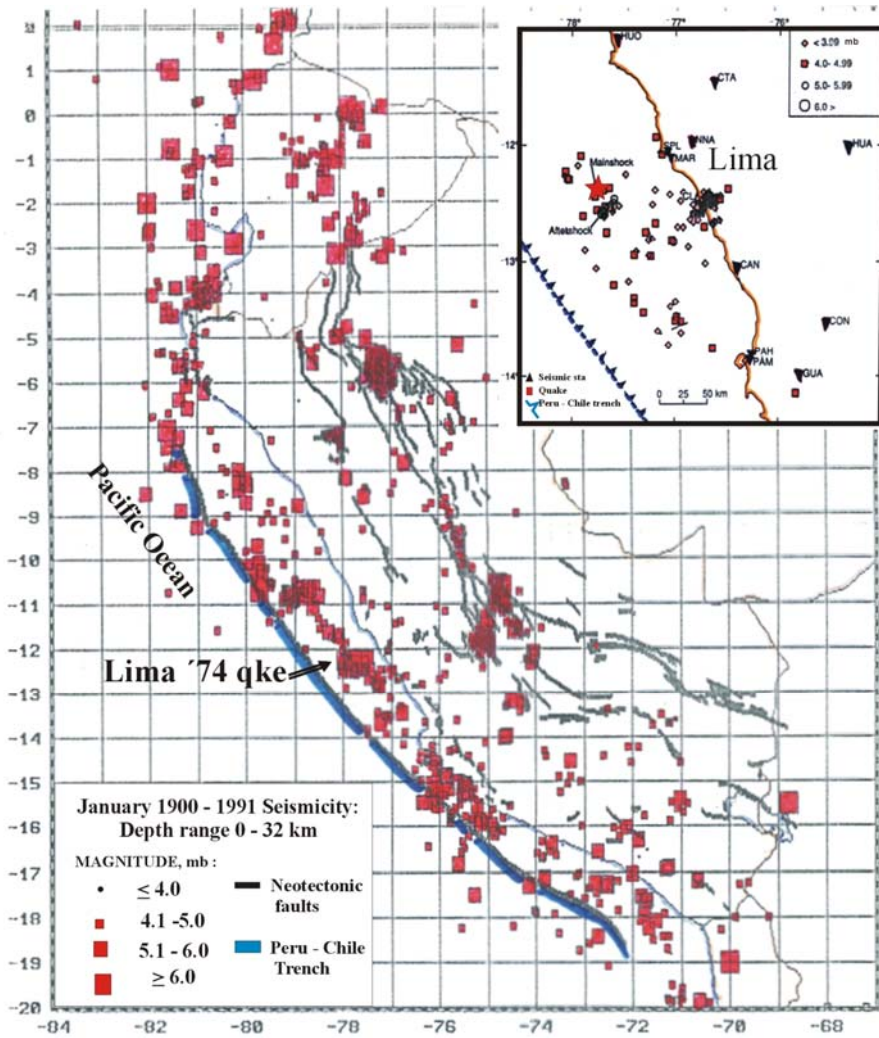 2
1
0
-1
-2
-3
-4
-5
-6
-7
-8
-9
-10
-11
-12
-13
-14
-15
-16
-17
-18
-19
-20
-84 -82 -80 -78 -76 -74 -72 -70 -68
Pacific Ocean
Lima ´74 qke
January 1900 - 1991 Seismicity:
Depth range 0 - 32 km
MAGNITUDE, mb :
≤ 4.0
4.1 -5.0
5.1 - 6.0
≥ 6.0
Neotectonic
faults
Peru - Chile
Trench
-78° -77° -76°
-12°
-13°
-14°
HUO
CTA
NNA
SPL
MAR
HUA
Lima
Mainshock
Aftershock
CAN
CON
PAH
PAM
GUA
< 3.99 mb
4.0- 4.99
5.0- 5.99
6.0 >
Seismic sta
Quake
Peru - Chile trench
0 25 50 km